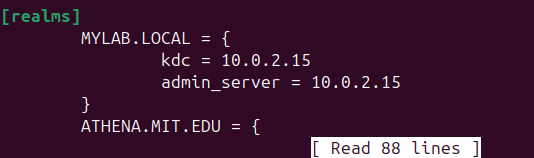 [realms]
        MYLAB.LOCAL = {
                kdc = 10.0.2.15
                admin_server = 10.0.2.15
        }
        ATHENA.MIT.EDU = {
[ Read 88 lines ]